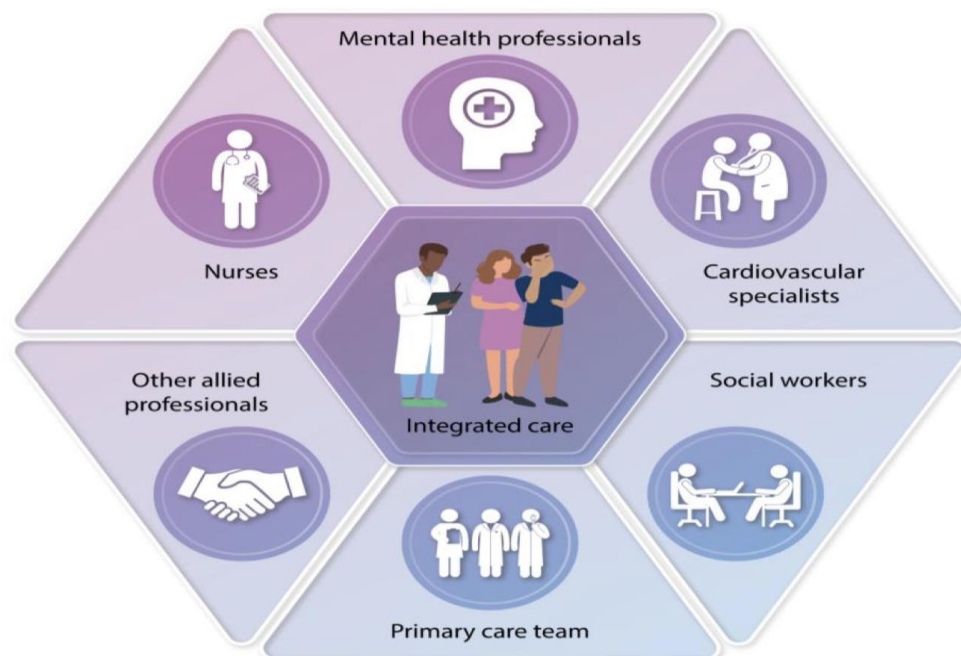 Mental health professionals
Nurses
Cardiovascular
specialists
Integrated care
Other allied
professionals
Social workers
Primary care team